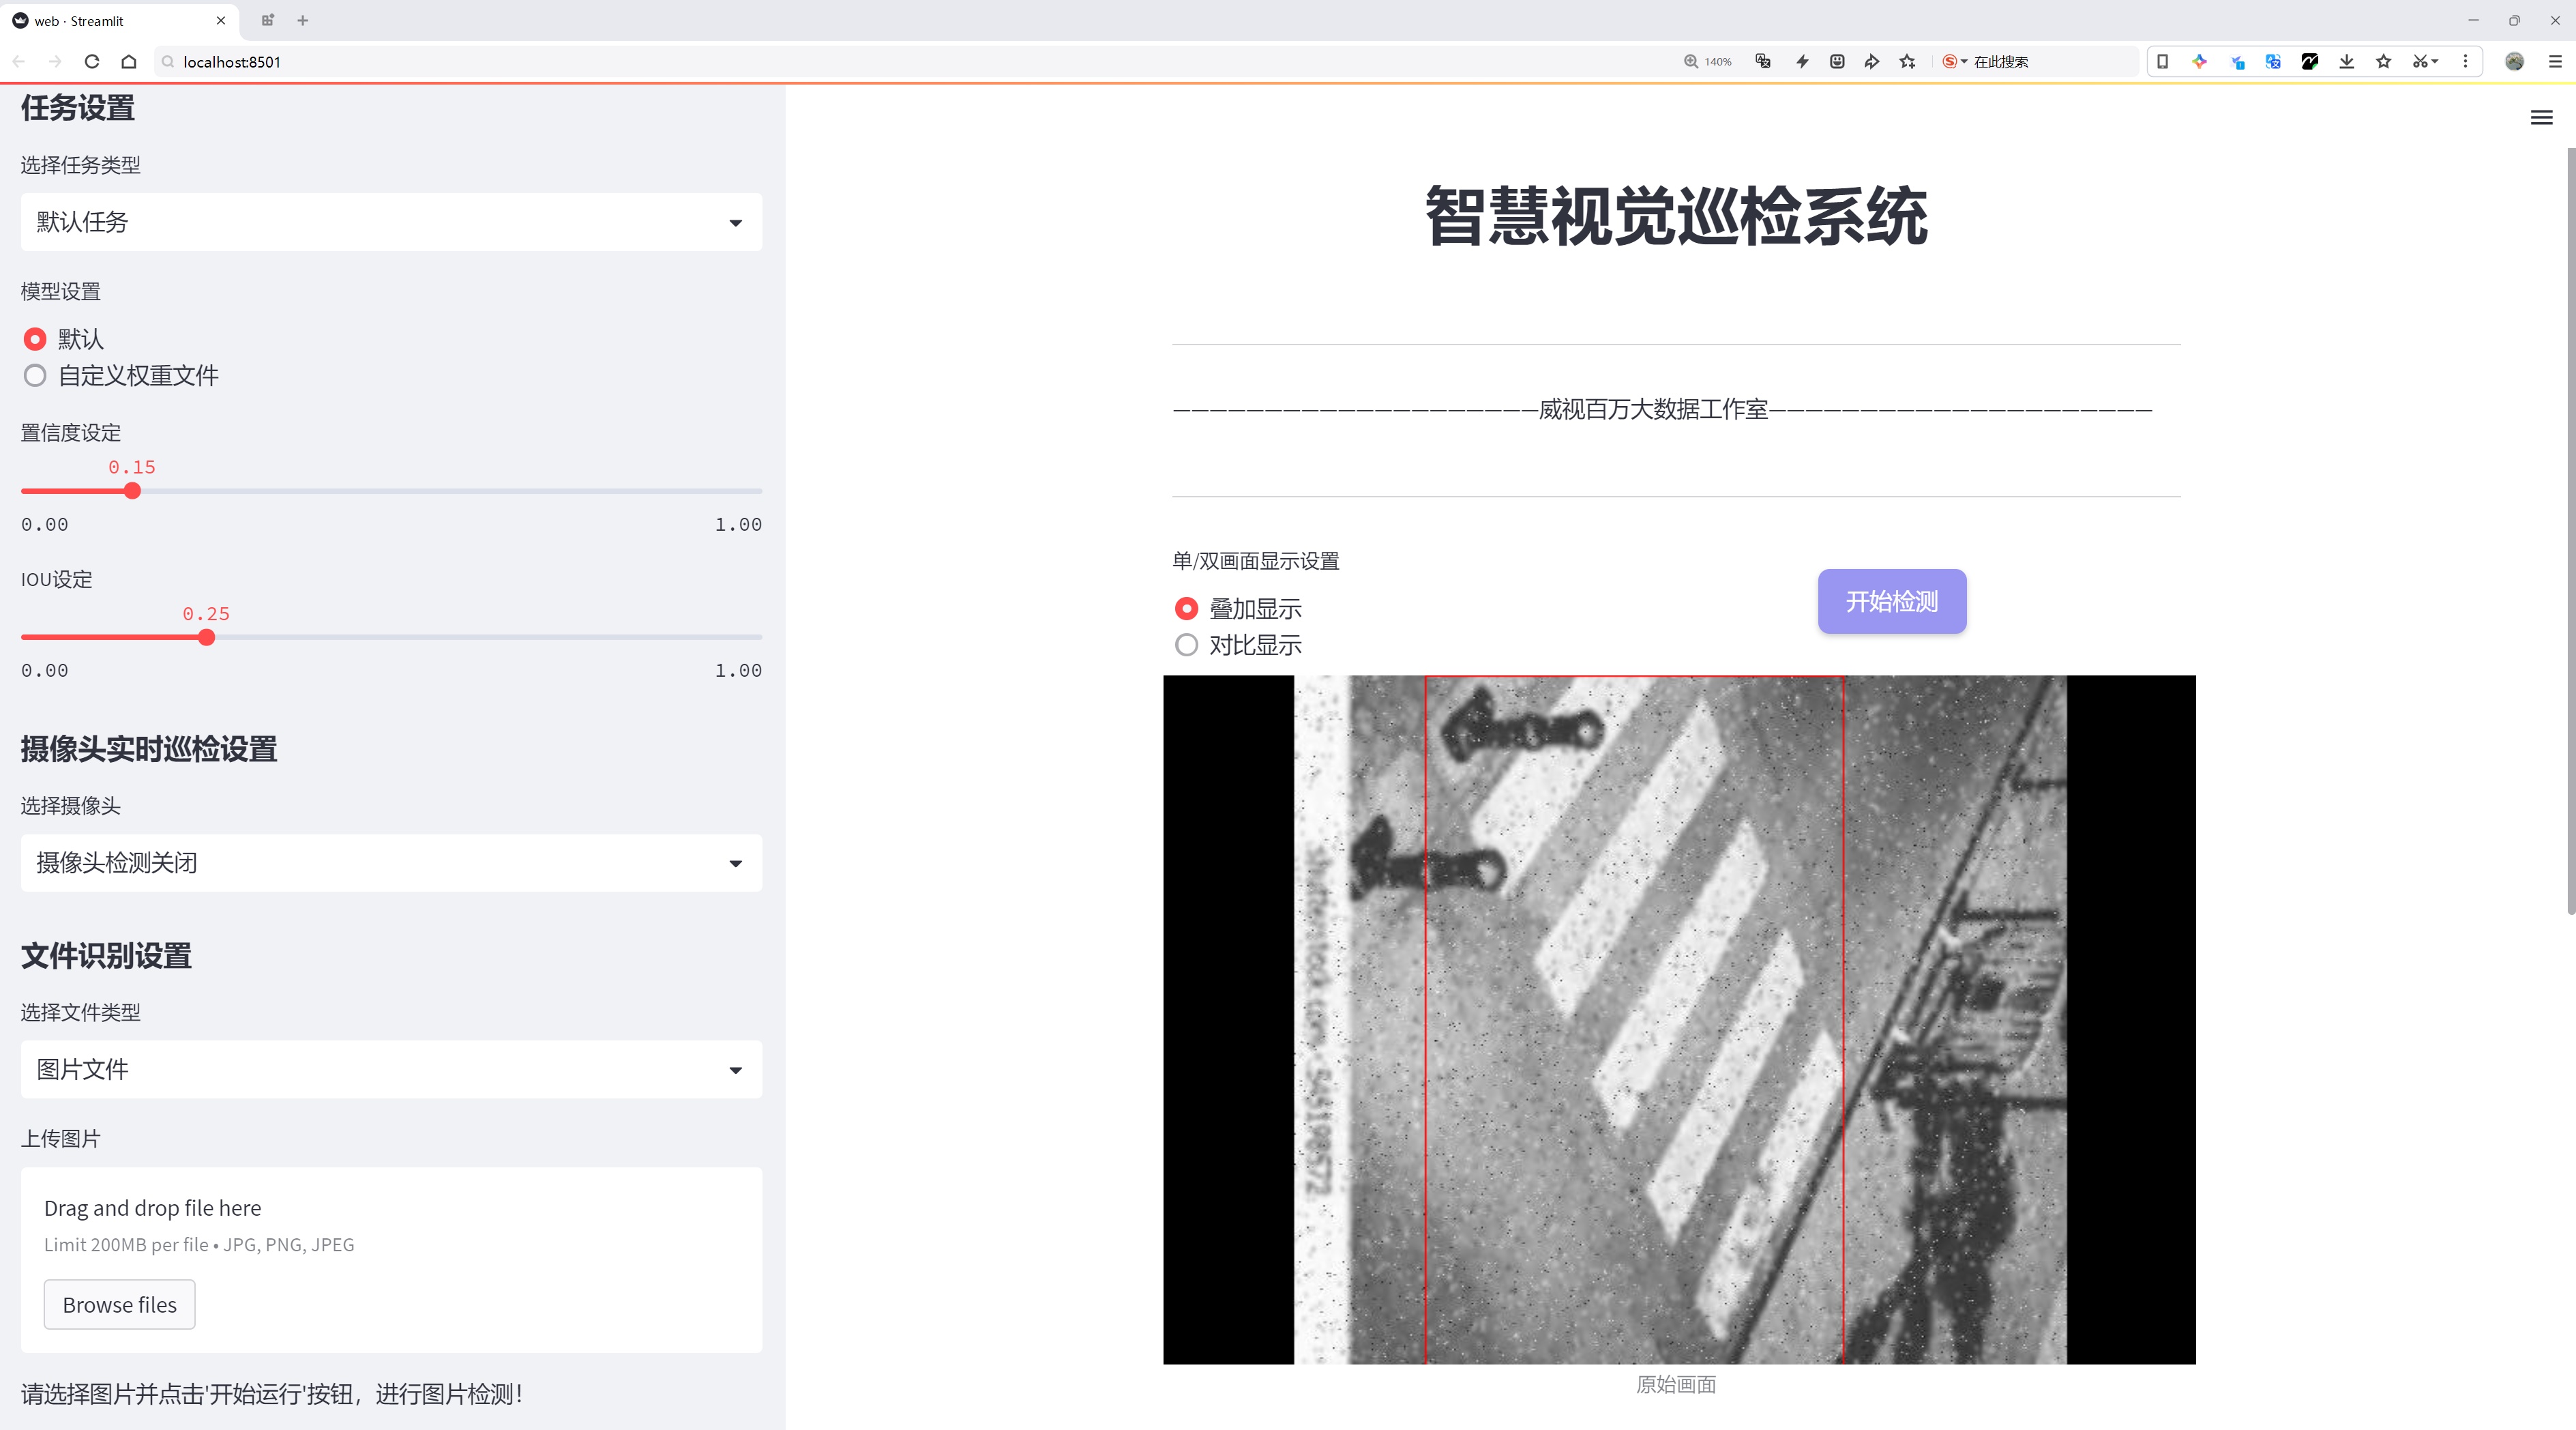 web · Streamlit
localhost:8501
140%
在此搜索
任务设置
选择任务类型
默认任务
模型设置
默认
自定义权重文件
置信度设定
0.15
0.00
1.00
IOU设定
0.25
0.00
1.00
摄像头实时巡检设置
选择摄像头
摄像头检测关闭
文件识别设置
选择文件类型
图片文件
上传图片
Drag and drop file here
Limit 200MB per file • JPG, PNG, JPEG
Browse files
请选择图片并点击'开始运行'按钮，进行图片检测！
智慧视觉巡检系统
————————————————————威视百万大数据工作室—————————————————————
单/双画面显示设置
叠加显示
对比显示
开始检测
原始画面